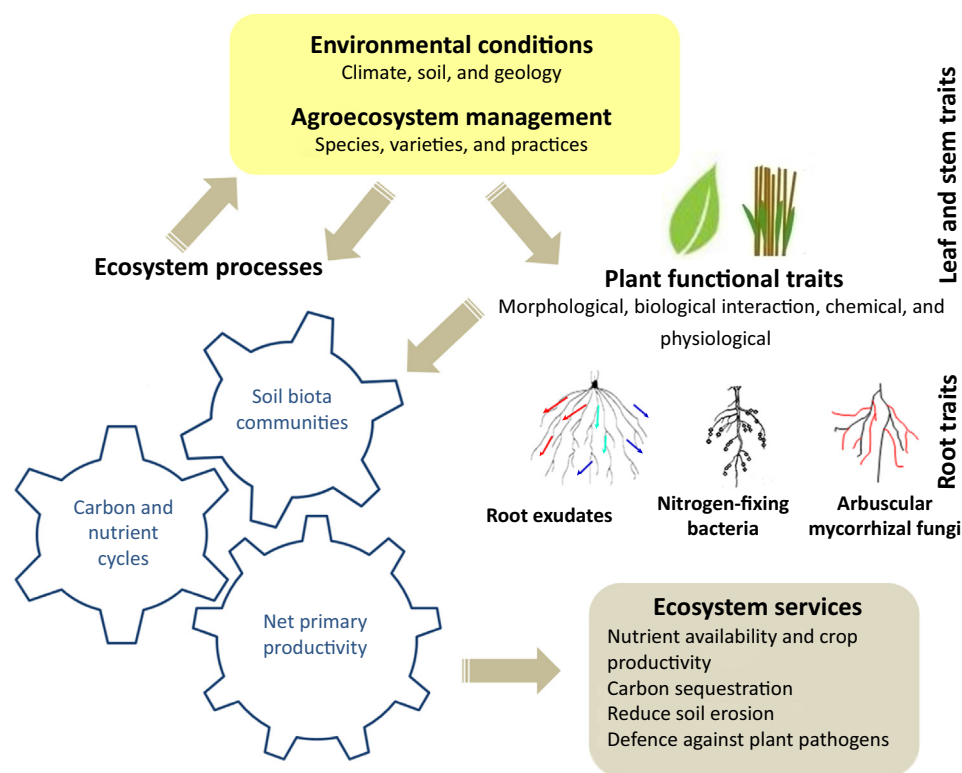 Environmental conditions
Climate, soil, and geology
Agroecosystem management
Species, varieties, and practices
Leaf and stem traits
Ecosystem processes
Plant functional traits
Morphological, biological interaction, chemical, and
physiological
Soil biota
communities
Carbon and
nutrient
cycles
Net primary
productivity
Root traits
Root exudates
Nitrogen-fixing
bacteria
Arbuscular
mycorrhizal fungi
Ecosystem services
Nutrient availability and crop
productivity
Carbon sequestration
Reduce soil erosion
Defence against plant pathogens